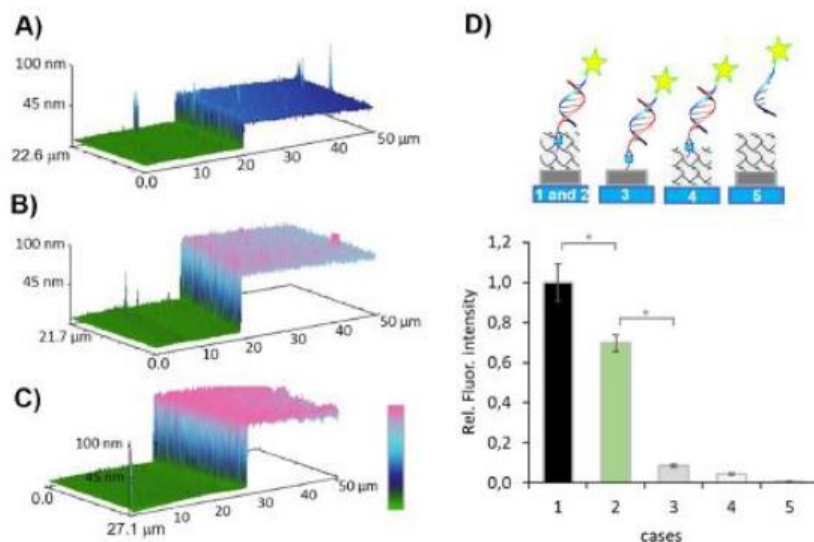 A)
100 nm
45 nm
22.6 µm
0.0
10
20
30
40
50 µm
B)
100 nm
45 nm
21.7 µm
0.0
10
20
30
40
50 µm
C)
100 nm
45 nm
0.0
27.1 µm
10
20
30
40
50 µm
D)
1 and 2
3
4
5
Rel. Fluor. intensity
1,2
1,0
0,8
0,6
0,4
0,2
0,0
*
*
1
2
3
4
5
cases